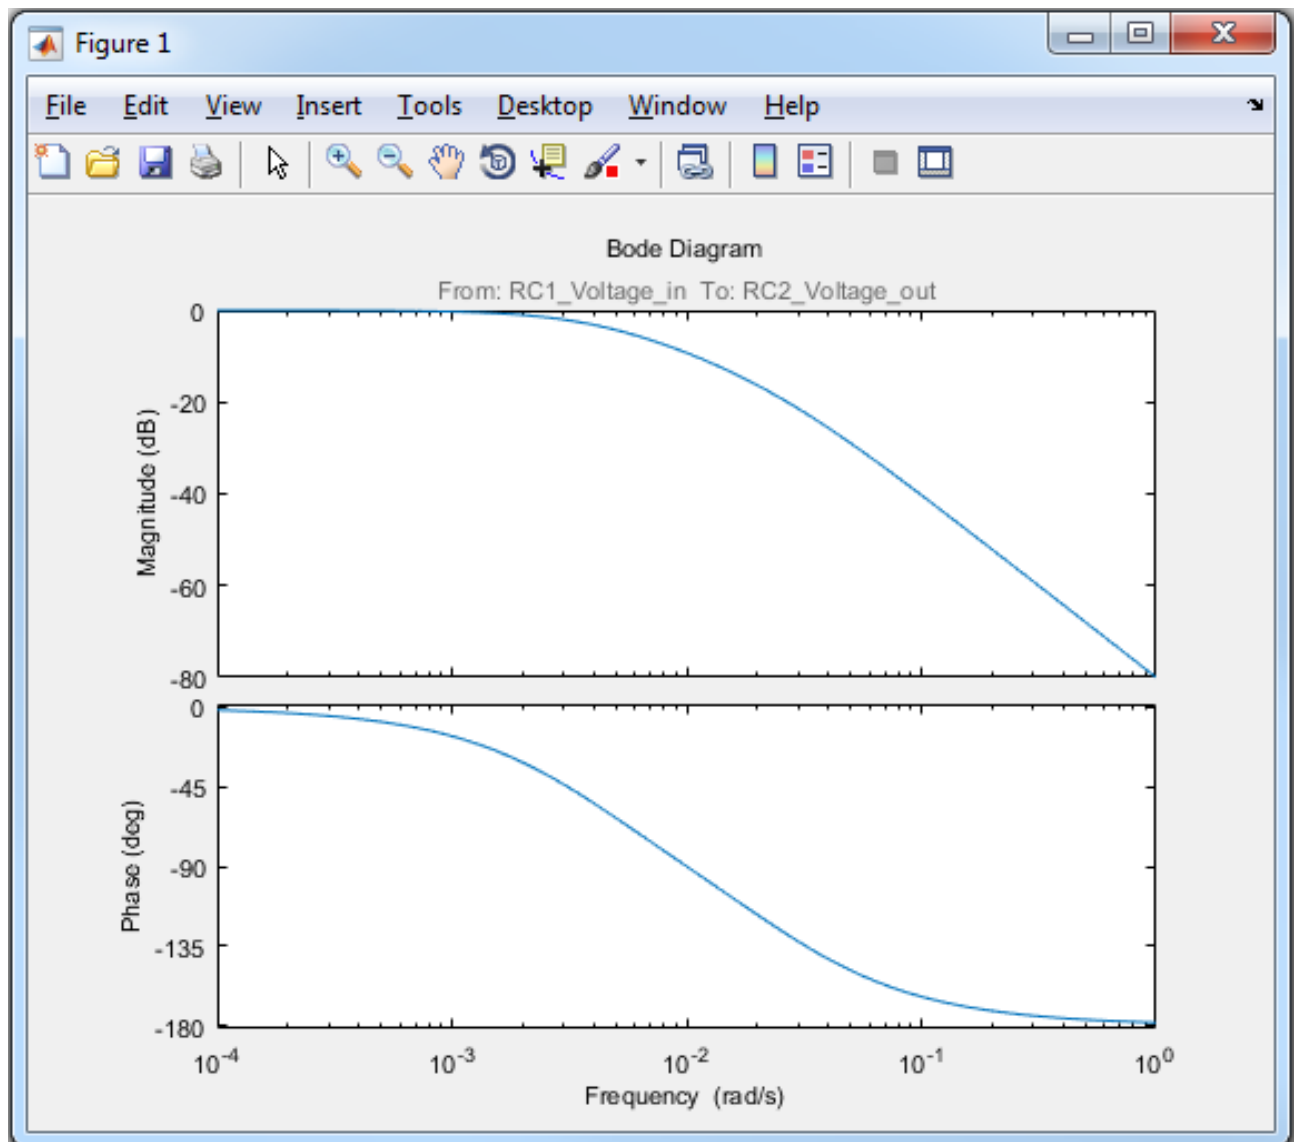 Figure 1
File Edit View Insert Tools Desktop Window Help
Bode Diagram
From: RC1_Voltage_in To: RC2_Voltage_out
0
-20
-40
-60
-80
Magnitude (dB)
0
-45
-90
-135
-180
Phase (deg)
10^-4 10^-3 10^-2 10^-1 10^0
Frequency (rad/s)